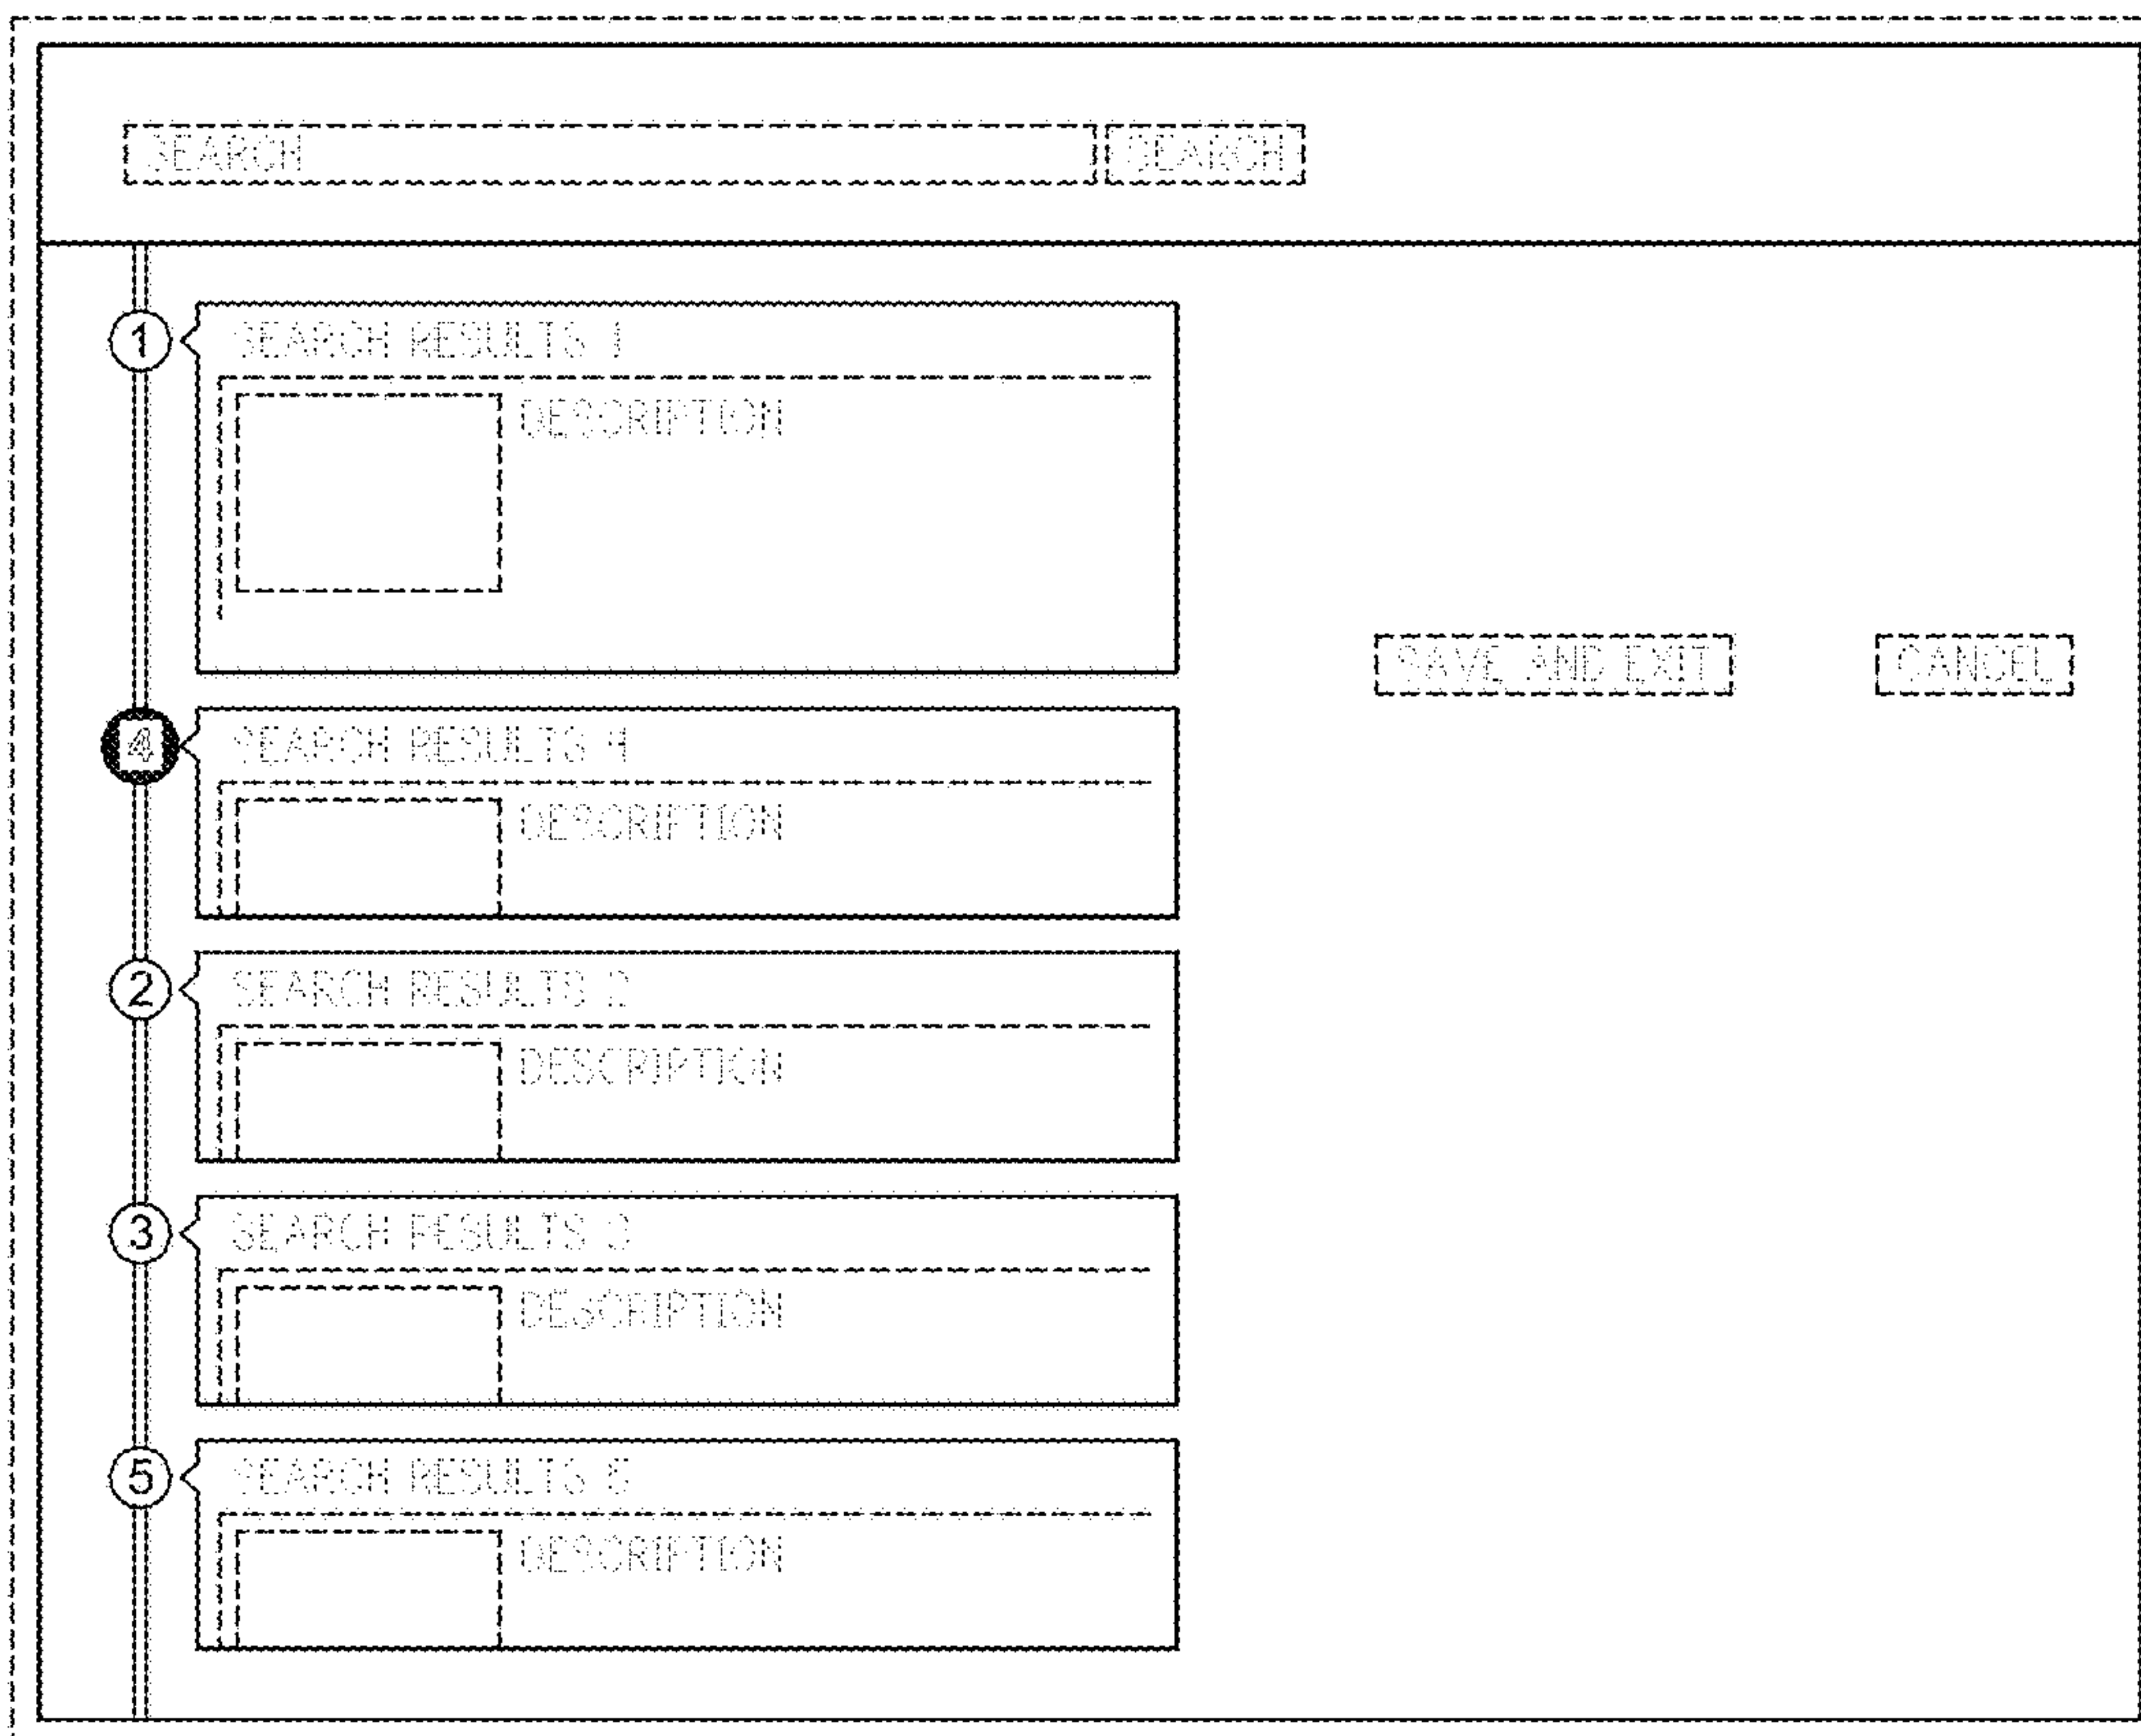 SEARCH SEARCH
1 SEARCH RESULTS 1
DESCRIPTION
SAVE AND EXIT CANCEL
4 SEARCH RESULTS 4
DESCRIPTION
2 SEARCH RESULTS 2
DESCRIPTION
3 SEARCH RESULTS 3
DESCRIPTION
5 SEARCH RESULTS 5
DESCRIPTION